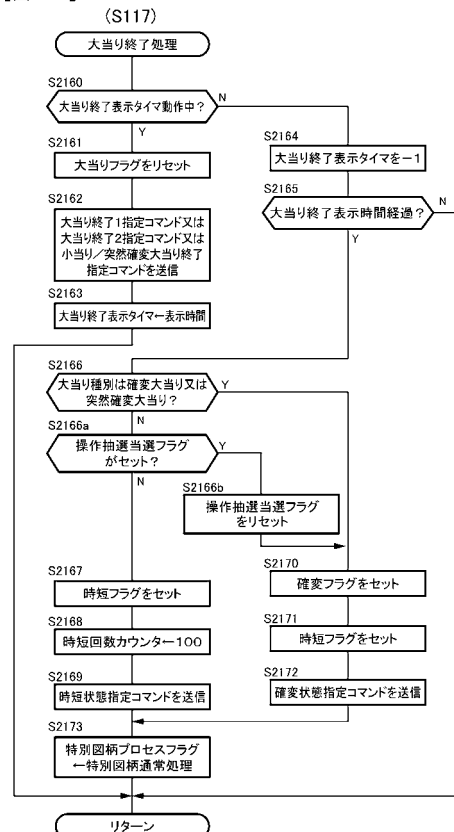 (S117)
大当り終了処理
S2160
大当り終了表示タイマ動作中？
N
Y
S2161
大当りフラグをリセット
S2162
大当り終了1指定コマンド又は
大当り終了2指定コマンド又は
小当り／突然確変大当り終了
指定コマンドを送信
S2163
大当り終了表示タイマ←表示時間
S2164
大当り終了表示タイマを－1
S2165
大当り終了表示時間経過？
N
Y
S2166
大当り種別は確変大当り又は
突然確変大当り？
Y
N
S2166a
操作抽選当選フラグ
がセット？
Y
N
S2166b
操作抽選当選フラグ
をリセット
S2167
時短フラグをセット
S2168
時短回数カウンタ←100
S2169
時短状態指定コマンドを送信
S2170
確変フラグをセット
S2171
時短フラグをセット
S2172
確変状態指定コマンドを送信
S2173
特別図柄プロセスフラグ
←特別図柄通常処理
リターン